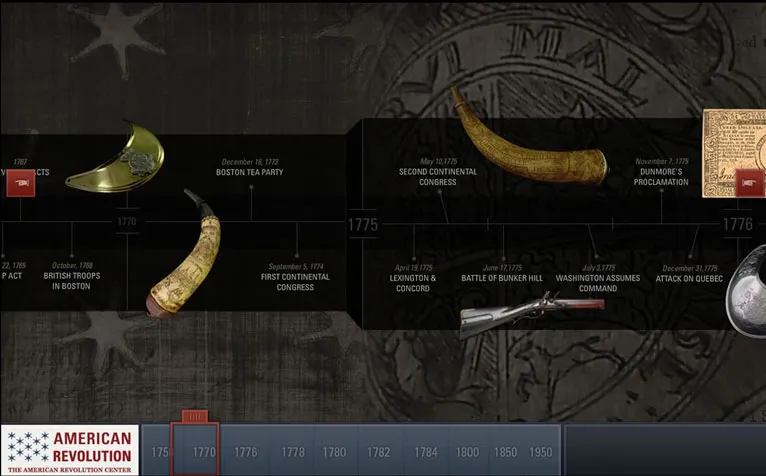 1767
ACTS
December 16, 1773
BOSTON TEA PARTY
May 10, 1775
SECOND CONTINENTAL
CONGRESS
November 7, 1775
DUNMORE'S
PROCLAMATION
1770
1775
1776
22, 1765
P ACT
October, 1768
BRITISH TROOPS
IN BOSTON
September 5, 1774
FIRST CONTINENTAL
CONGRESS
April 19, 1775
LEXINGTON &
CONCORD
June 17, 1775
BATTLE OF BUNKER HILL
July 3, 1775
WASHINGTON ASSUMES
COMMAND
December 31, 1775
ATTACK ON QUEBEC
AMERICAN
REVOLUTION
THE AMERICAN REVOLUTION CENTER
175 1770 1776 1778 1780 1782 1784 1800 1850 1950